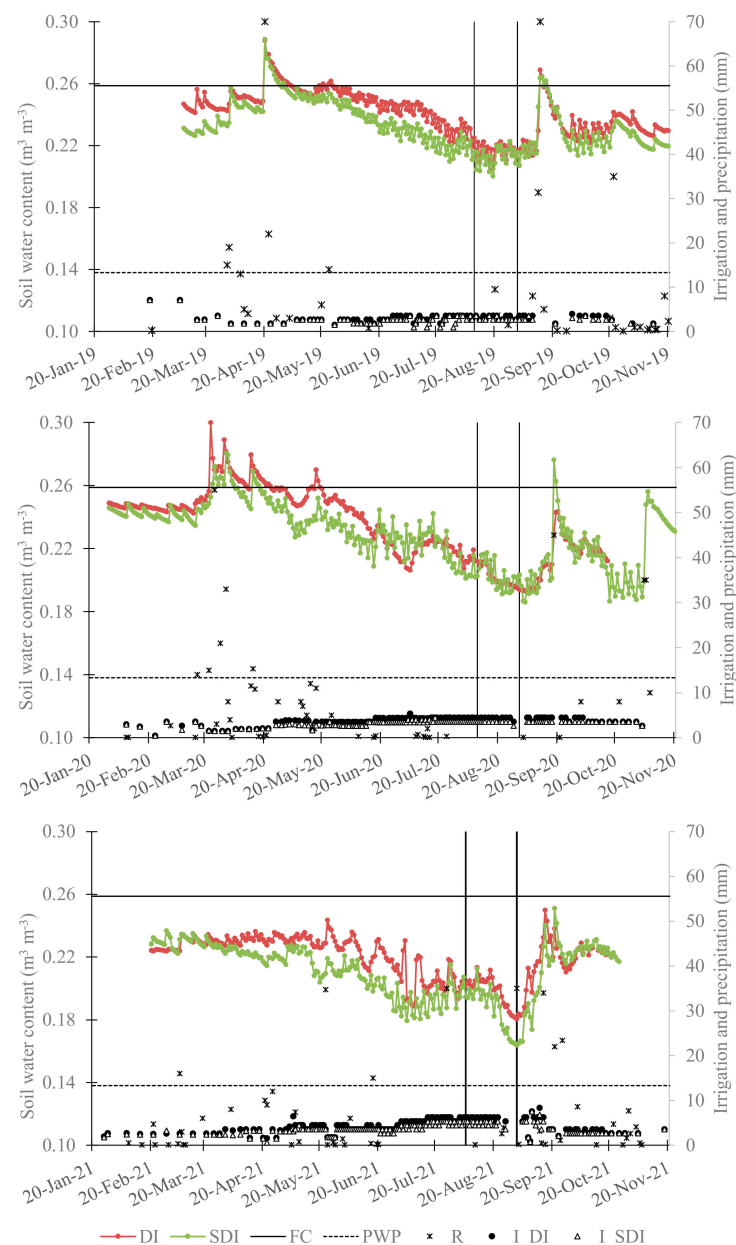 0.30
0.26
0.22
0.18
0.14
0.10
Soil water content (m³ m⁻³)
70
60
50
40
30
20
10
0
Irrigation and precipitation (mm)
20-Jan-19
20-Feb-19
20-Mar-19
20-Apr-19
20-May-19
20-Jun-19
20-Jul-19
20-Aug-19
20-Sep-19
20-Oct-19
20-Nov-19
0.30
0.26
0.22
0.18
0.14
0.10
Soil water content (m³ m⁻³)
70
60
50
40
30
20
10
0
Irrigation and precipitation (mm)
20-Jan-20
20-Feb-20
20-Mar-20
20-Apr-20
20-May-20
20-Jun-20
20-Jul-20
20-Aug-20
20-Sep-20
20-Oct-20
20-Nov-20
0.30
0.26
0.22
0.18
0.14
0.10
Soil water content (m³ m⁻³)
70
60
50
40
30
20
10
0
Irrigation and precipitation (mm)
20-Jan-21
20-Feb-21
20-Mar-21
20-Apr-21
20-May-21
20-Jun-21
20-Jul-21
20-Aug-21
20-Sep-21
20-Oct-21
20-Nov-21
DI SDI FC PWP R I_DI I_SDI